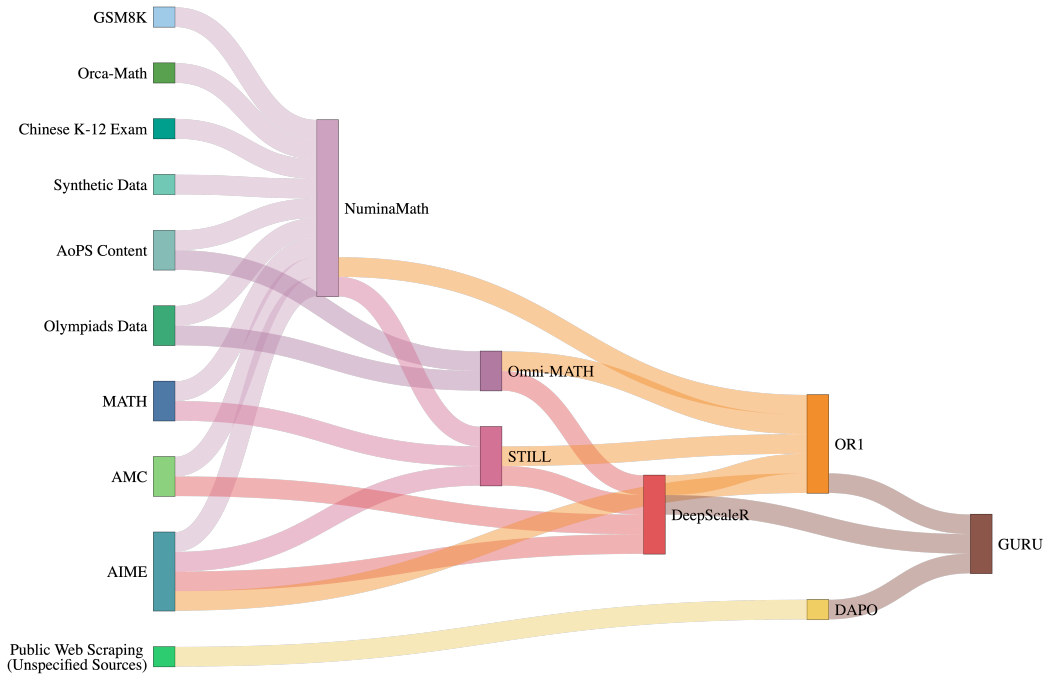 GSM8K
Orca-Math
Chinese K-12 Exam
Synthetic Data
NuminaMath
AoPS Content
Olympiads Data
Omni-MATH
MATH
OR1
STILL
AMC
DeepScaleR
GURU
AIME
DAPO
Public Web Scraping
(Unspecified Sources)